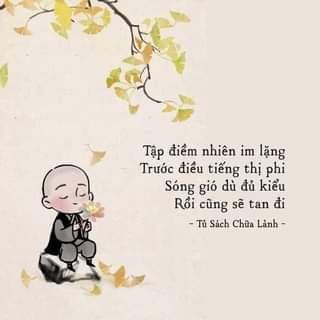 Tập điềm nhiên im lặng
Trước điều tiếng thị phi
Sóng gió dù đủ kiểu
Rồi cũng sẽ tan đi
- Tủ Sách Chữa Lành -